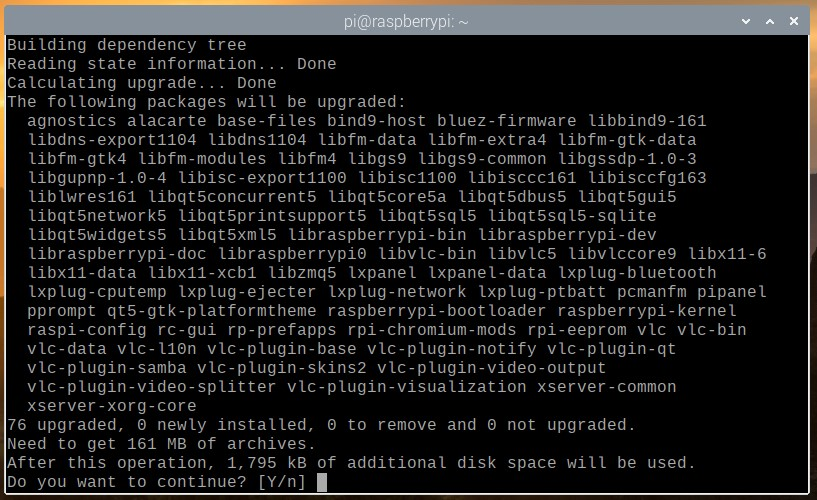 pi@raspberrypi: ~
Building dependency tree
Reading state information... Done
Calculating upgrade... Done
The following packages will be upgraded:
agnostics alacarte base-files bind9-host bluez-firmware libbind9-161
libdns-export1104 libdns1104 libfm-data libfm-extra4 libfm-gtk-data
libfm-gtk4 libfm-modules libfm4 libgs9 libgs9-common libgssdp-1.0-3
libgupnp-1.0-4 libisc-export1100 libisc1100 libisccc161 libisccfg163
liblwres161 libqt5concurrent5 libqt5core5a libqt5dbus5 libqt5gui5
libqt5network5 libqt5printsupport5 libqt5sql5 libqt5sql5-sqlite
libqt5widgets5 libqt5xml5 libraspberrypi-bin libraspberrypi-dev
libraspberrypi-doc libraspberrypi0 libvlc-bin libvlc5 libvlccore9 libx11-6
libx11-data libx11-xcb1 libzmq5 lxpanel lxpanel-data lxplug-bluetooth
lxplug-cputemp lxplug-ejecter lxplug-network lxplug-ptbatt pcmanfm pipanel
pprompt qt5-gtk-platformtheme raspberrypi-bootloader raspberrypi-kernel
raspi-config rc-gui rp-prefapps rpi-chromium-mods rpi-eeprom vlc vlc-bin
vlc-data vlc-l10n vlc-plugin-base vlc-plugin-notify vlc-plugin-qt
vlc-plugin-samba vlc-plugin-skins2 vlc-plugin-video-output
vlc-plugin-video-splitter vlc-plugin-visualization xserver-common
xserver-xorg-core
76 upgraded, 0 newly installed, 0 to remove and 0 not upgraded.
Need to get 161 MB of archives.
After this operation, 1,795 kB of additional disk space will be used.
Do you want to continue? [Y/n]